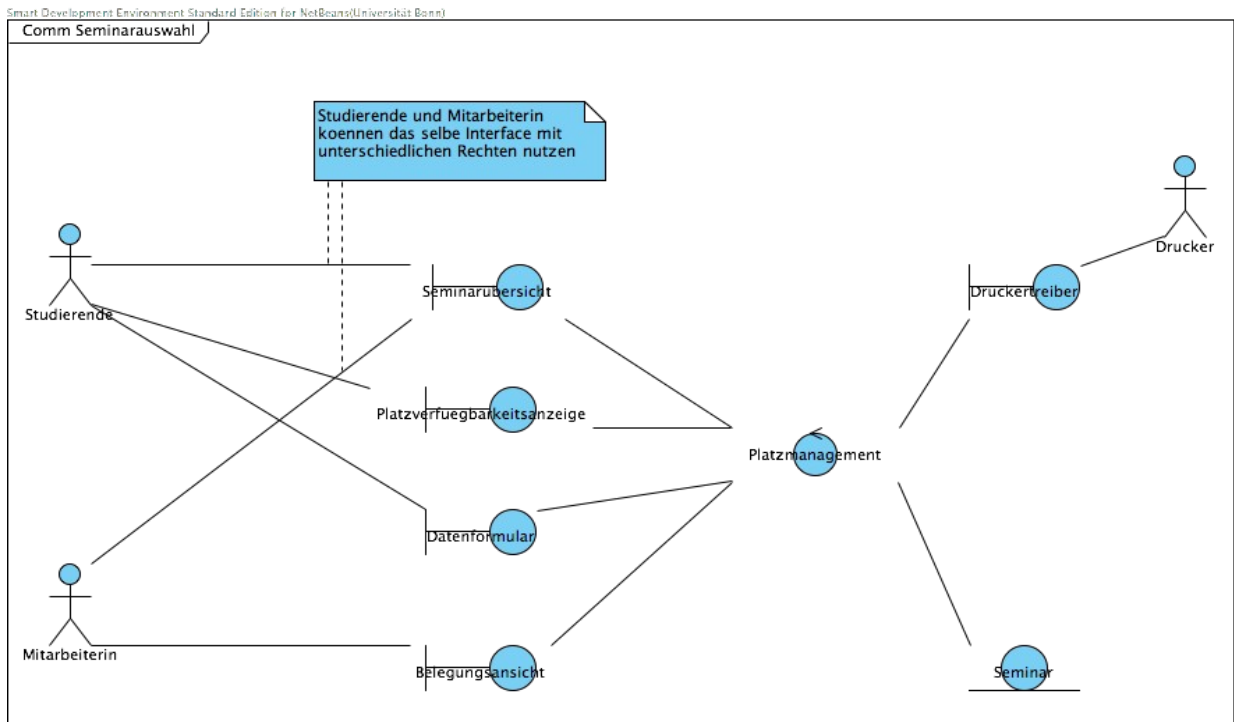 Smart Development Environment Standard Edition for NetBeans(Universität Bonn)
Comm Seminarauswahl
Studierende und Mitarbeiterin
koennen das selbe Interface mit
unterschiedlichen Rechten nutzen
Drucker
Studierende
Seminarübersicht
Druckertreiber
Platzverfuegbarkeitsanzeige
Platzmanagement
Datenformular
Mitarbeiterin
Belegungsansicht
Seminar